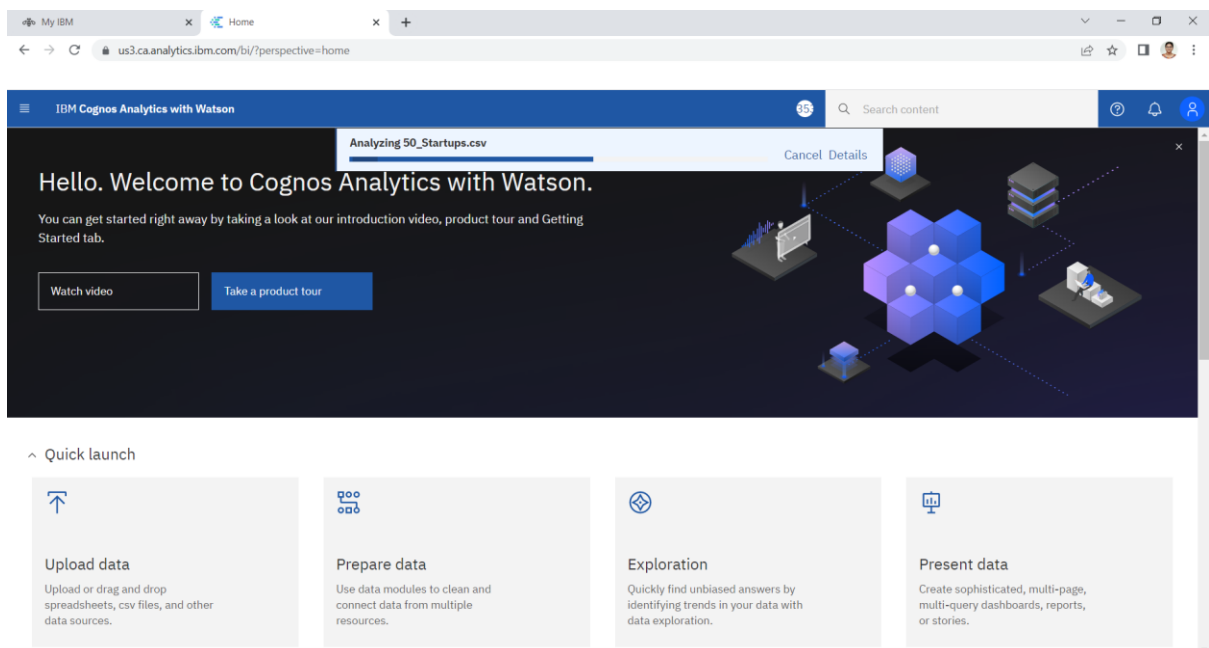 My IBM
Home
us3.ca.analytics.ibm.com/bi/?perspective=home
IBM Cognos Analytics with Watson
Search content
Analyzing 50_Startups.csv
Cancel Details
Hello. Welcome to Cognos Analytics with Watson.
You can get started right away by taking a look at our introduction video, product tour and Getting
Started tab.
Watch video
Take a product tour
Quick launch
Upload data
Upload or drag and drop
spreadsheets, csv files, and other
data sources.
Prepare data
Use data modules to clean and
connect data from multiple
resources.
Exploration
Quickly find unbiased answers by
identifying trends in your data with
data exploration.
Present data
Create sophisticated, multi-page,
multi-query dashboards, reports,
or stories.